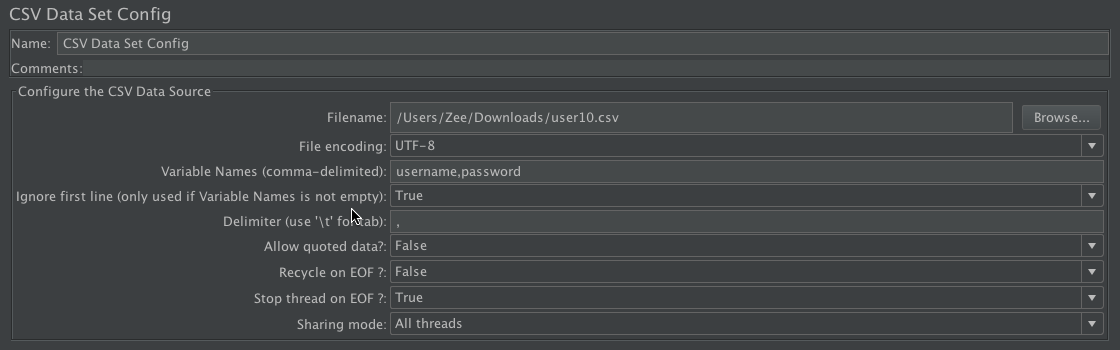 CSV Data Set Config
Name: CSV Data Set Config
Comments:
Configure the CSV Data Source
Filename: /Users/Zee/Downloads/user10.csv Browse...
File encoding: UTF-8
Variable Names (comma-delimited): username,password
Ignore first line (only used if Variable Names is not empty): True
Delimiter (use '\t' for tab): ,
Allow quoted data?: False
Recycle on EOF ?: False
Stop thread on EOF ?: True
Sharing mode: All threads